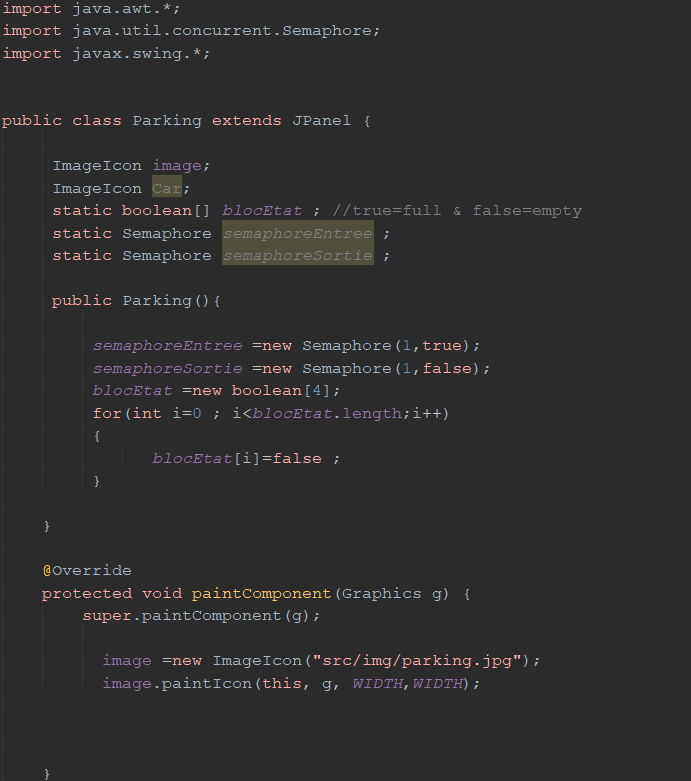 import java.awt.*;
import java.util.concurrent.Semaphore;
import javax.swing.*;
public class Parking extends JPanel {
ImageIcon image;
ImageIcon Car;
static boolean[] blocEtat ; //true=full & false=empty
static Semaphore semaphoreEntree ;
static Semaphore semaphoreSortie ;
public Parking(){
semaphoreEntree =new Semaphore(1,true);
semaphoreSortie =new Semaphore(1,false);
blocEtat =new boolean[4];
for(int i=0 ; i<blocEtat.length;i++)
{
blocEtat[i]=false ;
}
}
@Override
protected void paintComponent(Graphics g) {
super.paintComponent(g);
image =new ImageIcon("src/img/parking.jpg");
image.paintIcon(this, g, WIDTH,WIDTH);
}